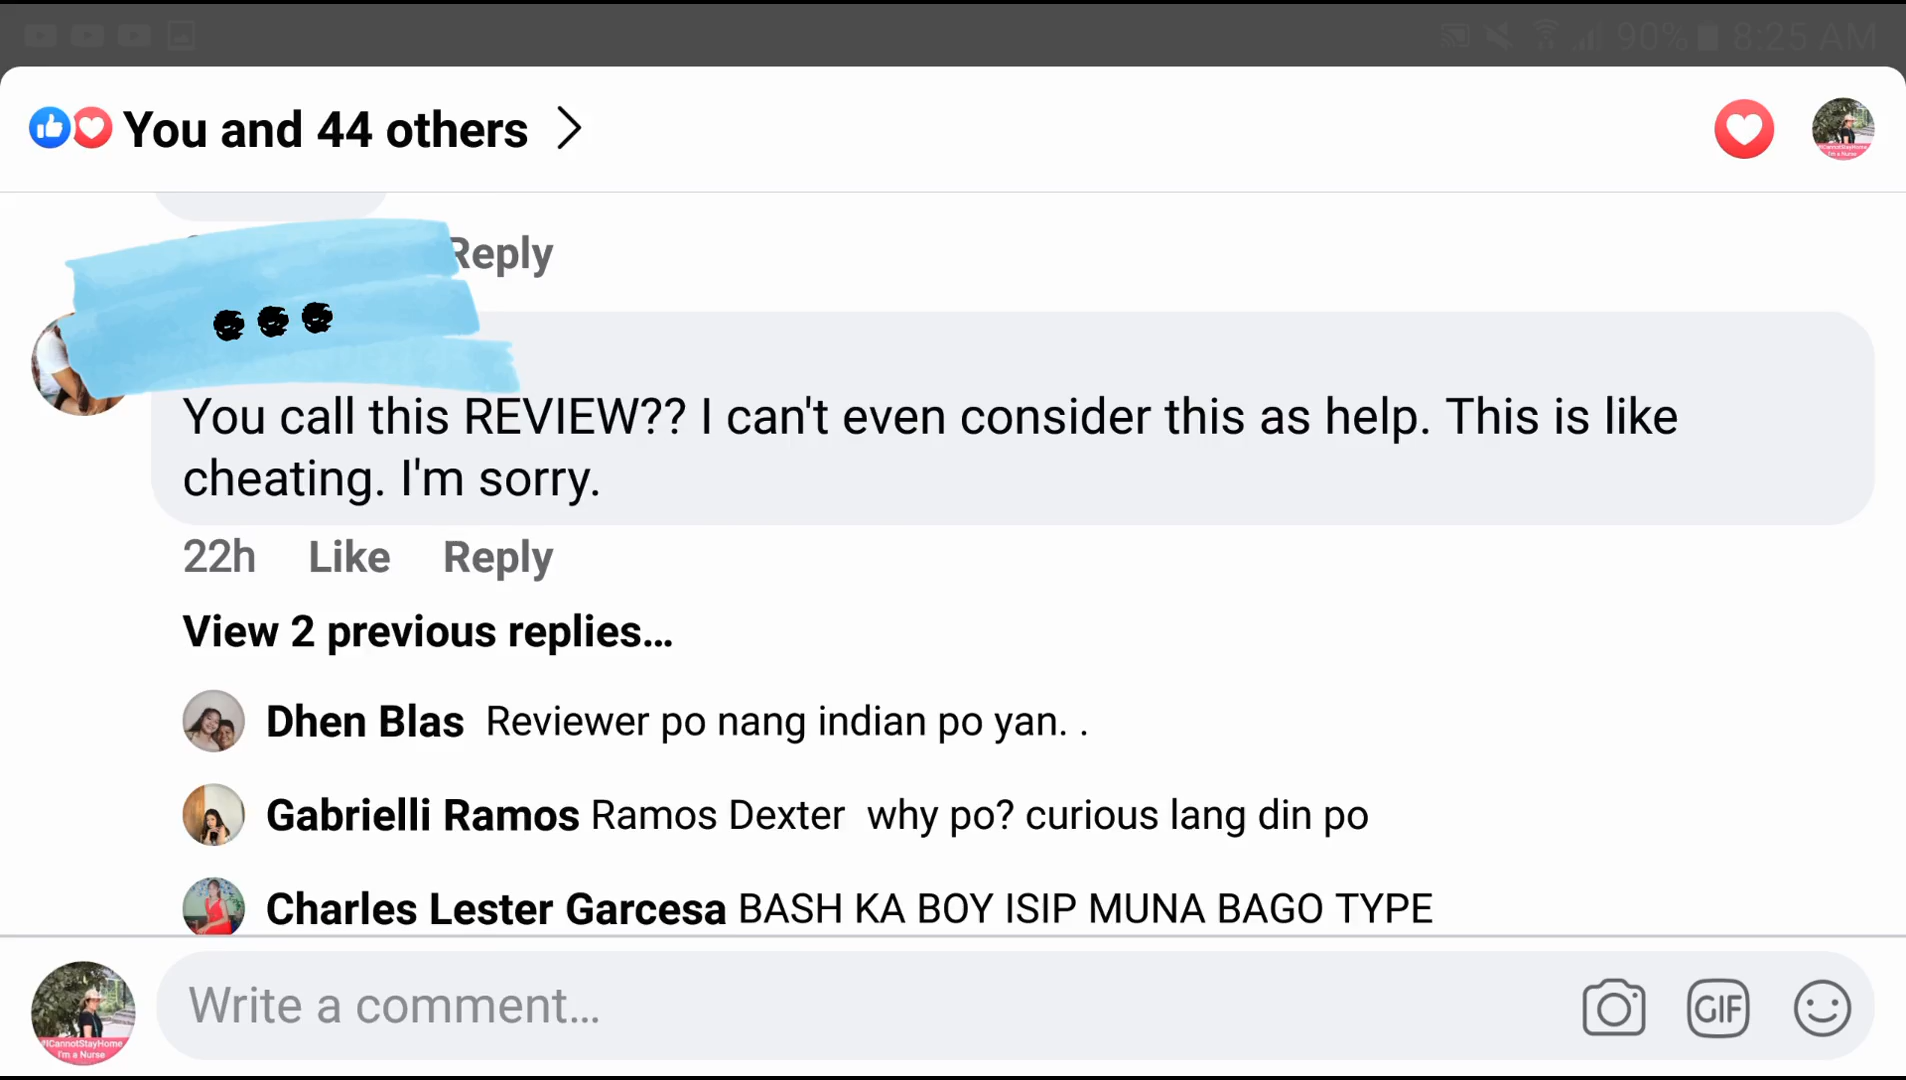 90% 8:25 AM
You and 44 others
Reply
You call this REVIEW?? I can't even consider this as help. This is like
cheating. I'm sorry.
22h Like Reply
View 2 previous replies...
Dhen Blas Reviewer po nang indian po yan. .
Gabrielli Ramos Ramos Dexter why po? curious lang din po
Charles Lester Garcesa BASH KA BOY ISIP MUNA BAGO TYPE
Write a comment...
GIF
#ICannotStayHome
I'm a Nurse